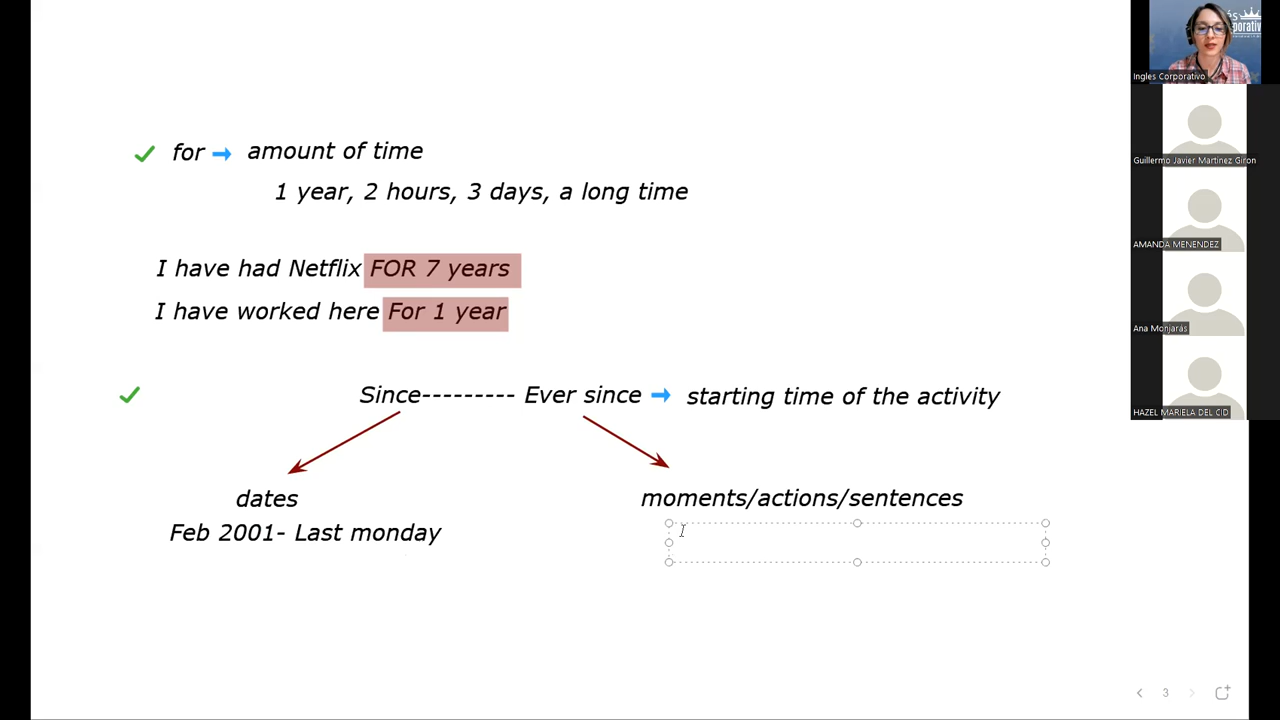 for → amount of time
1 year, 2 hours, 3 days, a long time
I have had Netflix FOR 7 years
I have worked here For 1 year
Since--------- Ever since → starting time of the activity
dates
moments/actions/sentences
Feb 2001- Last monday
Ingles Corporativo
Guillermo Javier Martinez Giron
AMANDA MENENDEZ
Ana Monjarás
HAZEL MARIELA DEL CID
3